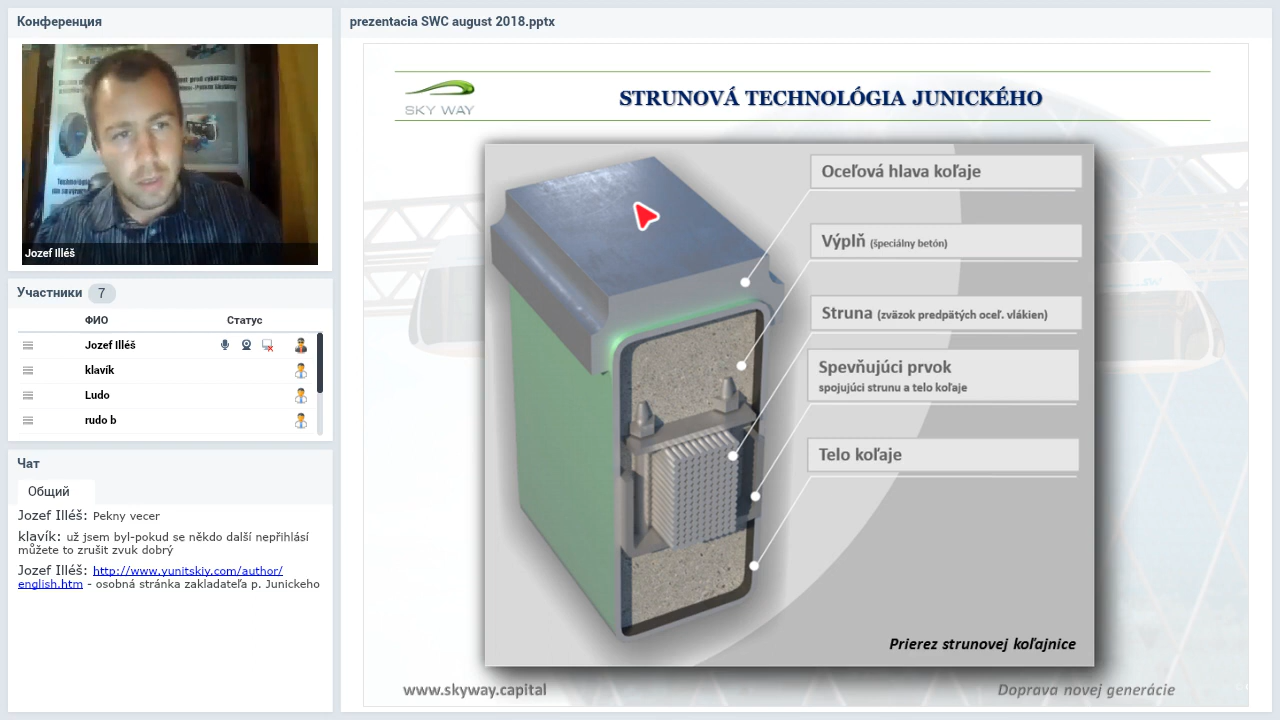 Конференция
Jozef Illéš
Участники 7
ФИО Статус
Jozef Illéš
klavík
Ludo
rudo b
Чат
Общий
Jozef Illéš: Pekny vecer
klavík: už jsem byl-pokud se někdo další nepřihlásí
můžete to zrušit zvuk dobrý
Jozef Illéš: http://www.yunitskiy.com/author/
english.htm - osobná stránka zakladateľa p. Junickeho
prezentacia SWC august 2018.pptx
SKY WAY
STRUNOVÁ TECHNOLÓGIA JUNICKÉHO
Oceľová hlava koľaje
Výplň (špeciálny betón)
Struna (zväzok predpätých oceľ. vlákien)
Spevňujúci prvok
spojujúci strunu a telo koľaje
Telo koľaje
Prierez strunovej koľajnice
www.skyway.capital
Doprava novej generácie